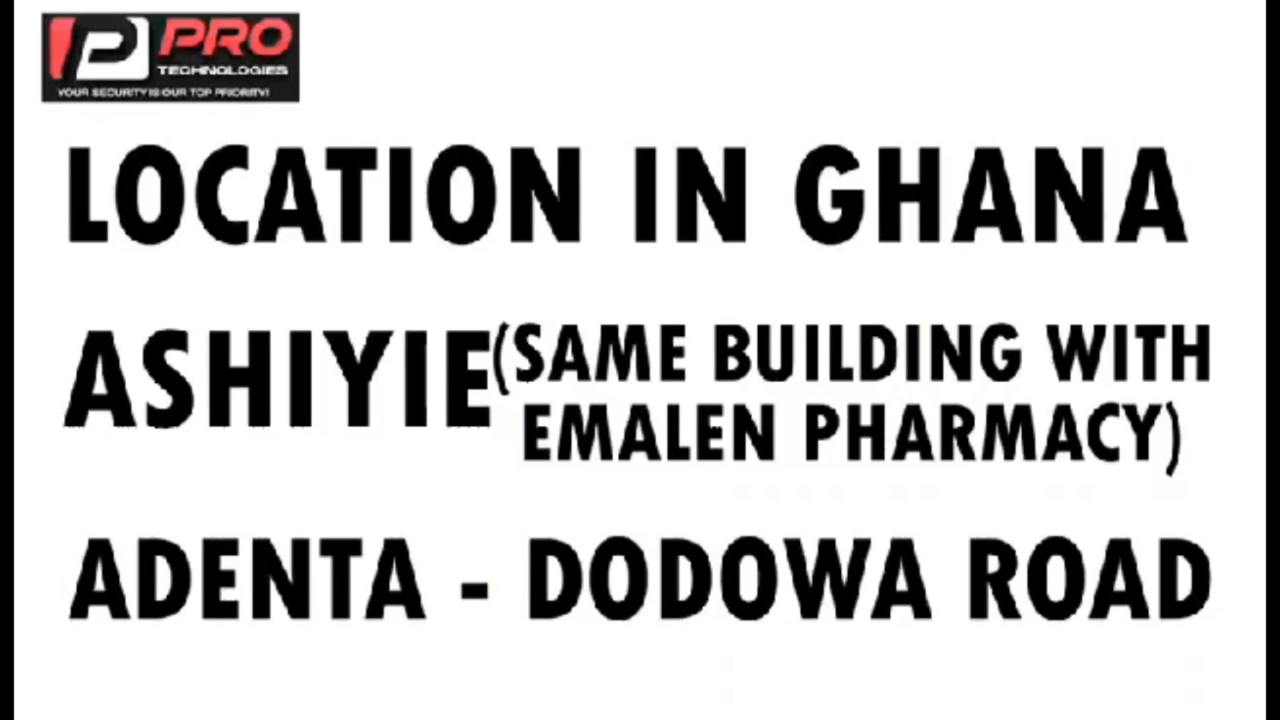 PRO
TECHNOLOGIES
YOUR SECURITY IS OUR TOP PRIORITY!
LOCATION IN GHANA
ASHIYIE (SAME BUILDING WITH
EMALEN PHARMACY)
ADENTA - DODOWA ROAD